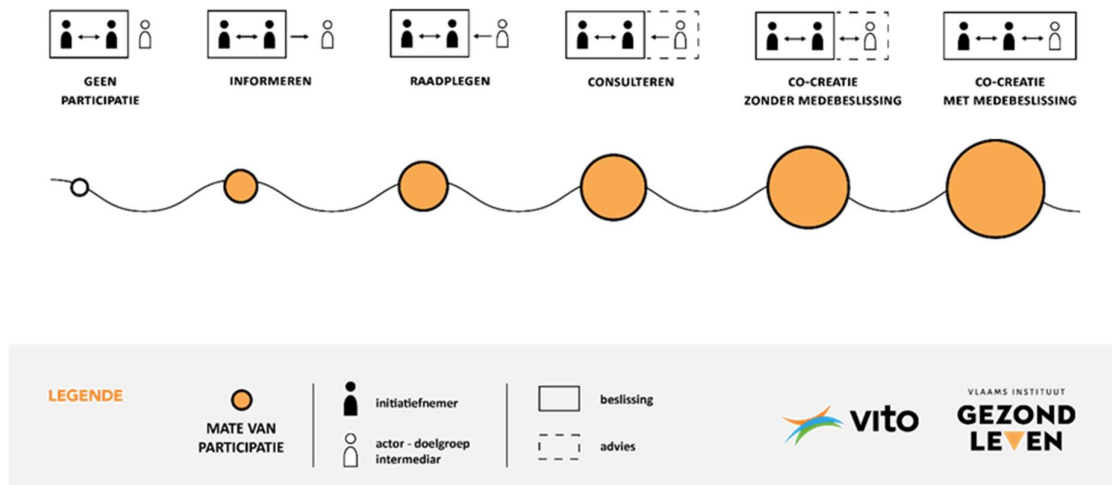 GEEN
PARTICIPATIE
INFORMEREN
RAADPLEGEN
CONSULTEREN
CO-CREATIE
ZONDER MEDEBESLISSING
CO-CREATIE
MET MEDEBESLISSING
LEGENDE
MATE VAN
PARTICIPATIE
initiatiefnemer
actor - doelgroep
intermediar
beslissing
advies
vito
VLAAMS INSTITUUT
GEZOND
LEVEN